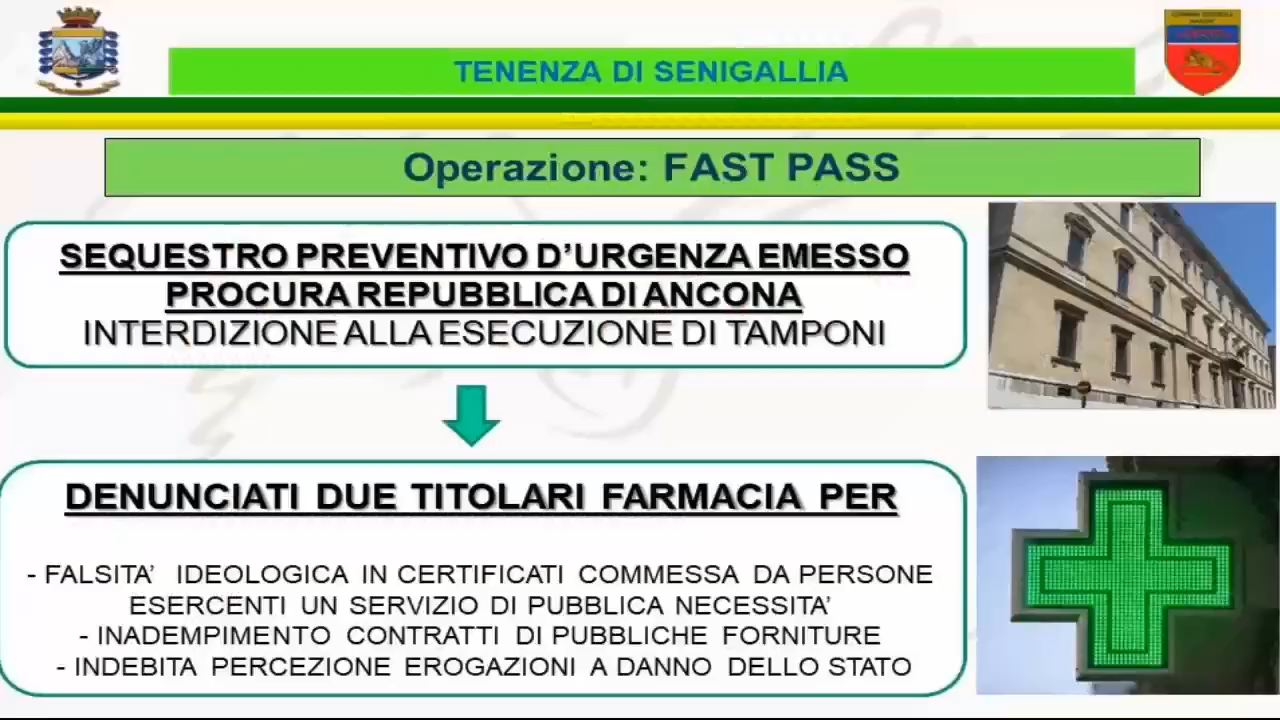 TENENZA DI SENIGALLIA
Operazione: FAST PASS
SEQUESTRO PREVENTIVO D’URGENZA EMESSO
PROCURA REPUBBLICA DI ANCONA
INTERDIZIONE ALLA ESECUZIONE DI TAMPONI
DENUNCIATI DUE TITOLARI FARMACIA PER
- FALSITA’ IDEOLOGICA IN CERTIFICATI COMMESSA DA PERSONE
ESERCENTI UN SERVIZIO DI PUBBLICA NECESSITA’
- INADEMPIMENTO CONTRATTI DI PUBBLICHE FORNITURE
- INDEBITA PERCEZIONE EROGAZIONI A DANNO DELLO STATO